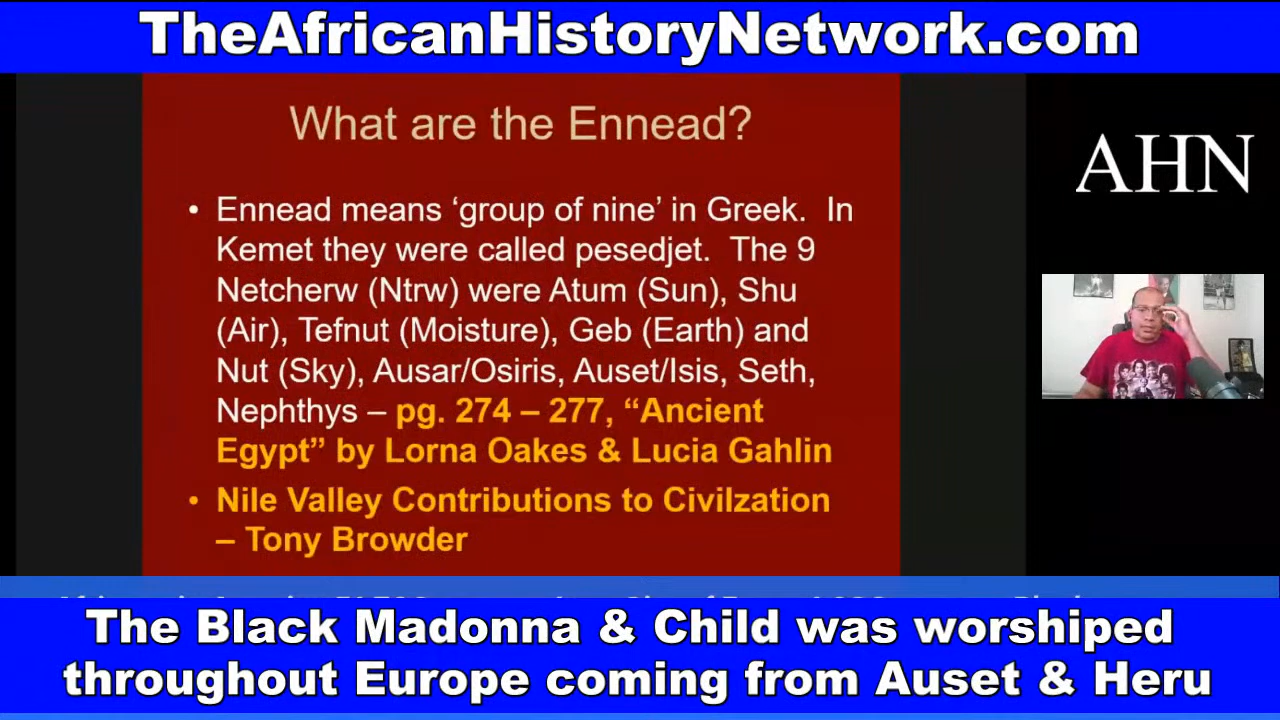 TheAfricanHistoryNetwork.com
What are the Ennead?
AHN
• Ennead means ‘group of nine’ in Greek. In
Kemet they were called pesedjet. The 9
Netcherw (Ntrw) were Atum (Sun), Shu
(Air), Tefnut (Moisture), Geb (Earth) and
Nut (Sky), Ausar/Osiris, Auset/Isis, Seth,
Nephthys – pg. 274 – 277, “Ancient
Egypt” by Lorna Oakes & Lucia Gahlin
• Nile Valley Contributions to Civilzation
– Tony Browder
The Black Madonna & Child was worshiped
throughout Europe coming from Auset & Heru